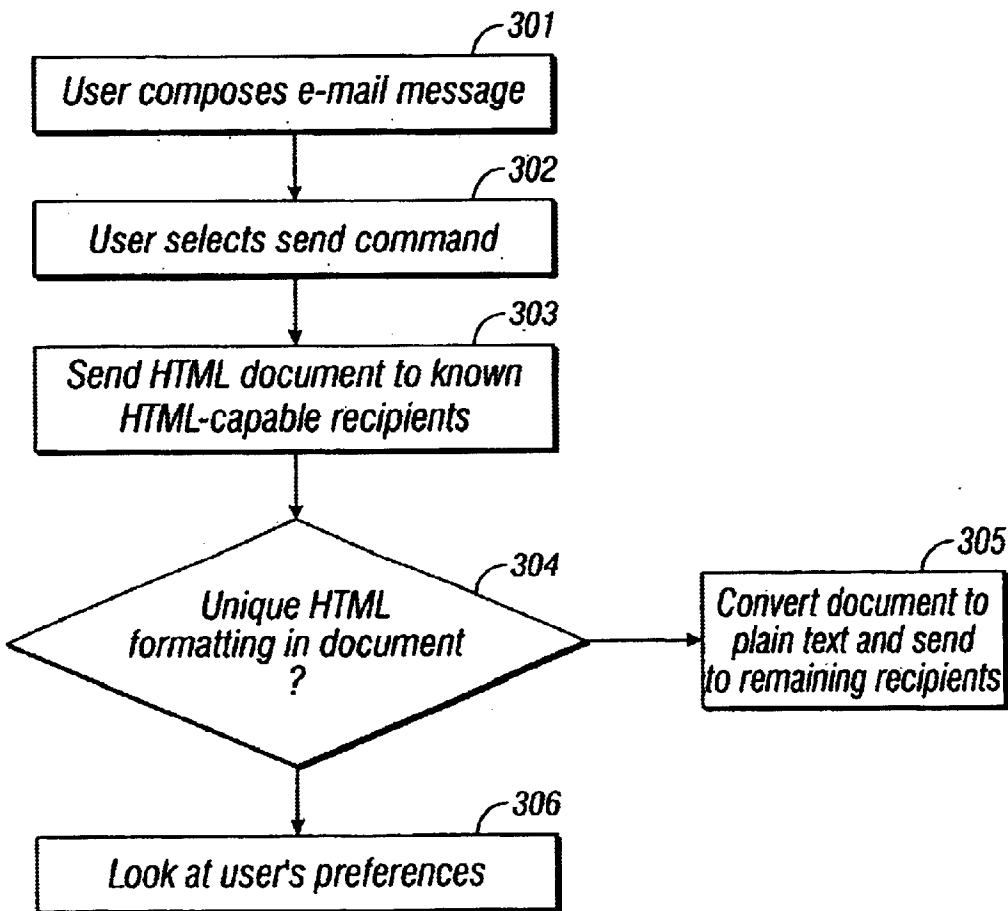 301
User composes e-mail message
302
User selects send command
303
Send HTML document to known
HTML-capable recipients
304
Unique HTML
formatting in document
?
305
Convert document to
plain text and send
to remaining recipients
306
Look at user's preferences